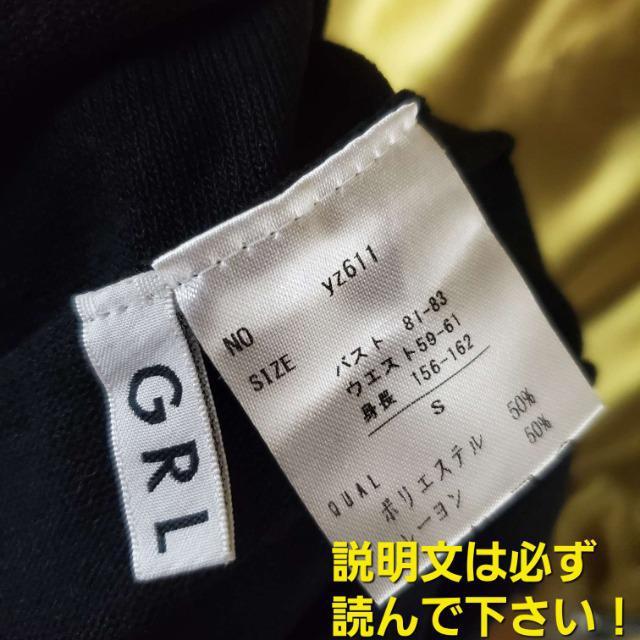 GRL
NO yz611
SIZE バスト 81-83
ウエスト59-61
身長 156-162
S
QUAL ポリエステル 50%
レーヨン 50%
説明文は必ず
読んで下さい！